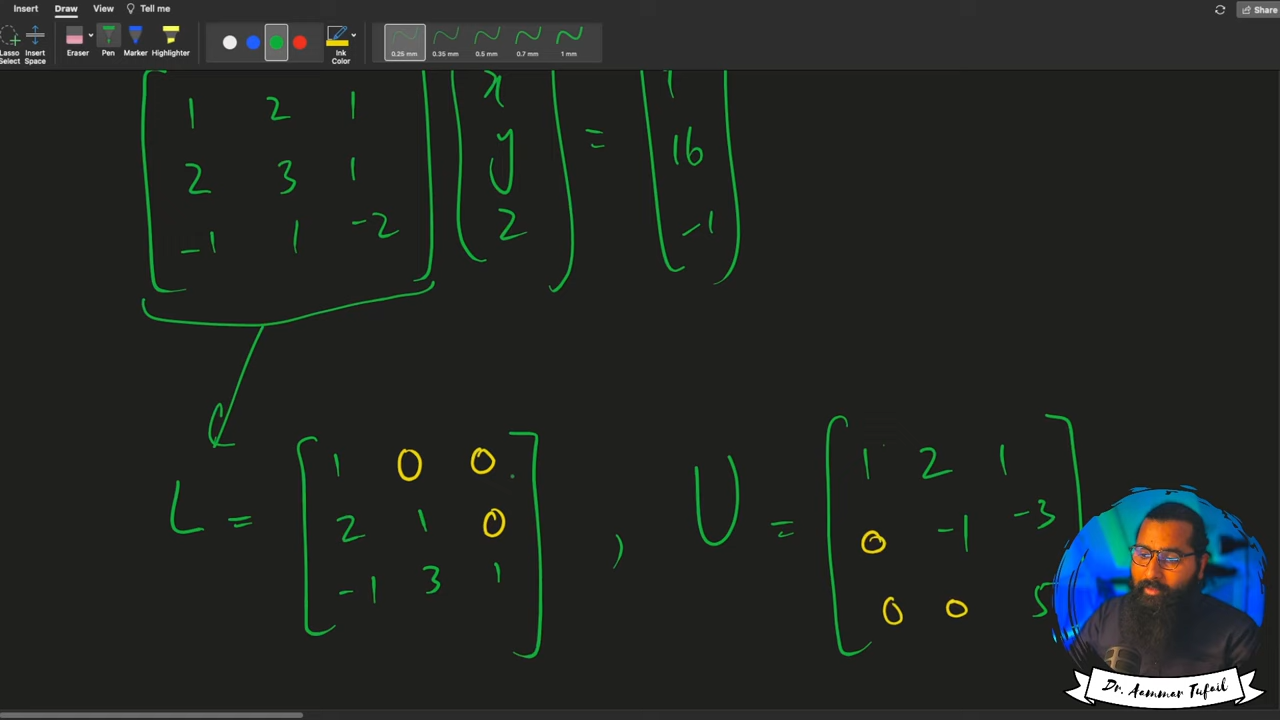 Insert Draw View Tell me
Share
Lasso Select
Insert Space
Eraser
Pen
Marker
Highlighter
Ink Color
0.25 mm 0.35 mm 0.5 mm 0.7 mm 1 mm
1 2 1 x
2 3 1 y = 16
-1 1 -2 z -1
L = 1 0 0 , U = 1 2 1
2 1 0 0 -1 -3
-1 3 1 0 0 5
Dr. Aammar Tufail